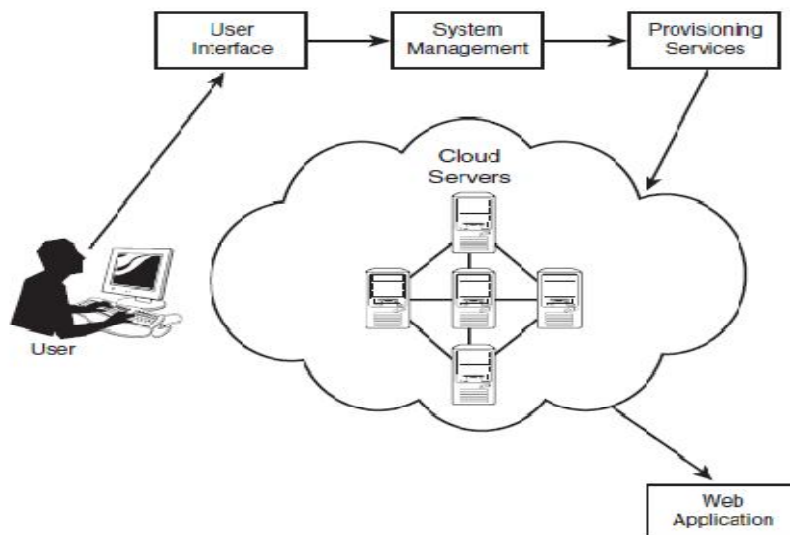 User
Interface
System
Management
Provisioning
Services
Cloud
Servers
User
Web
Application